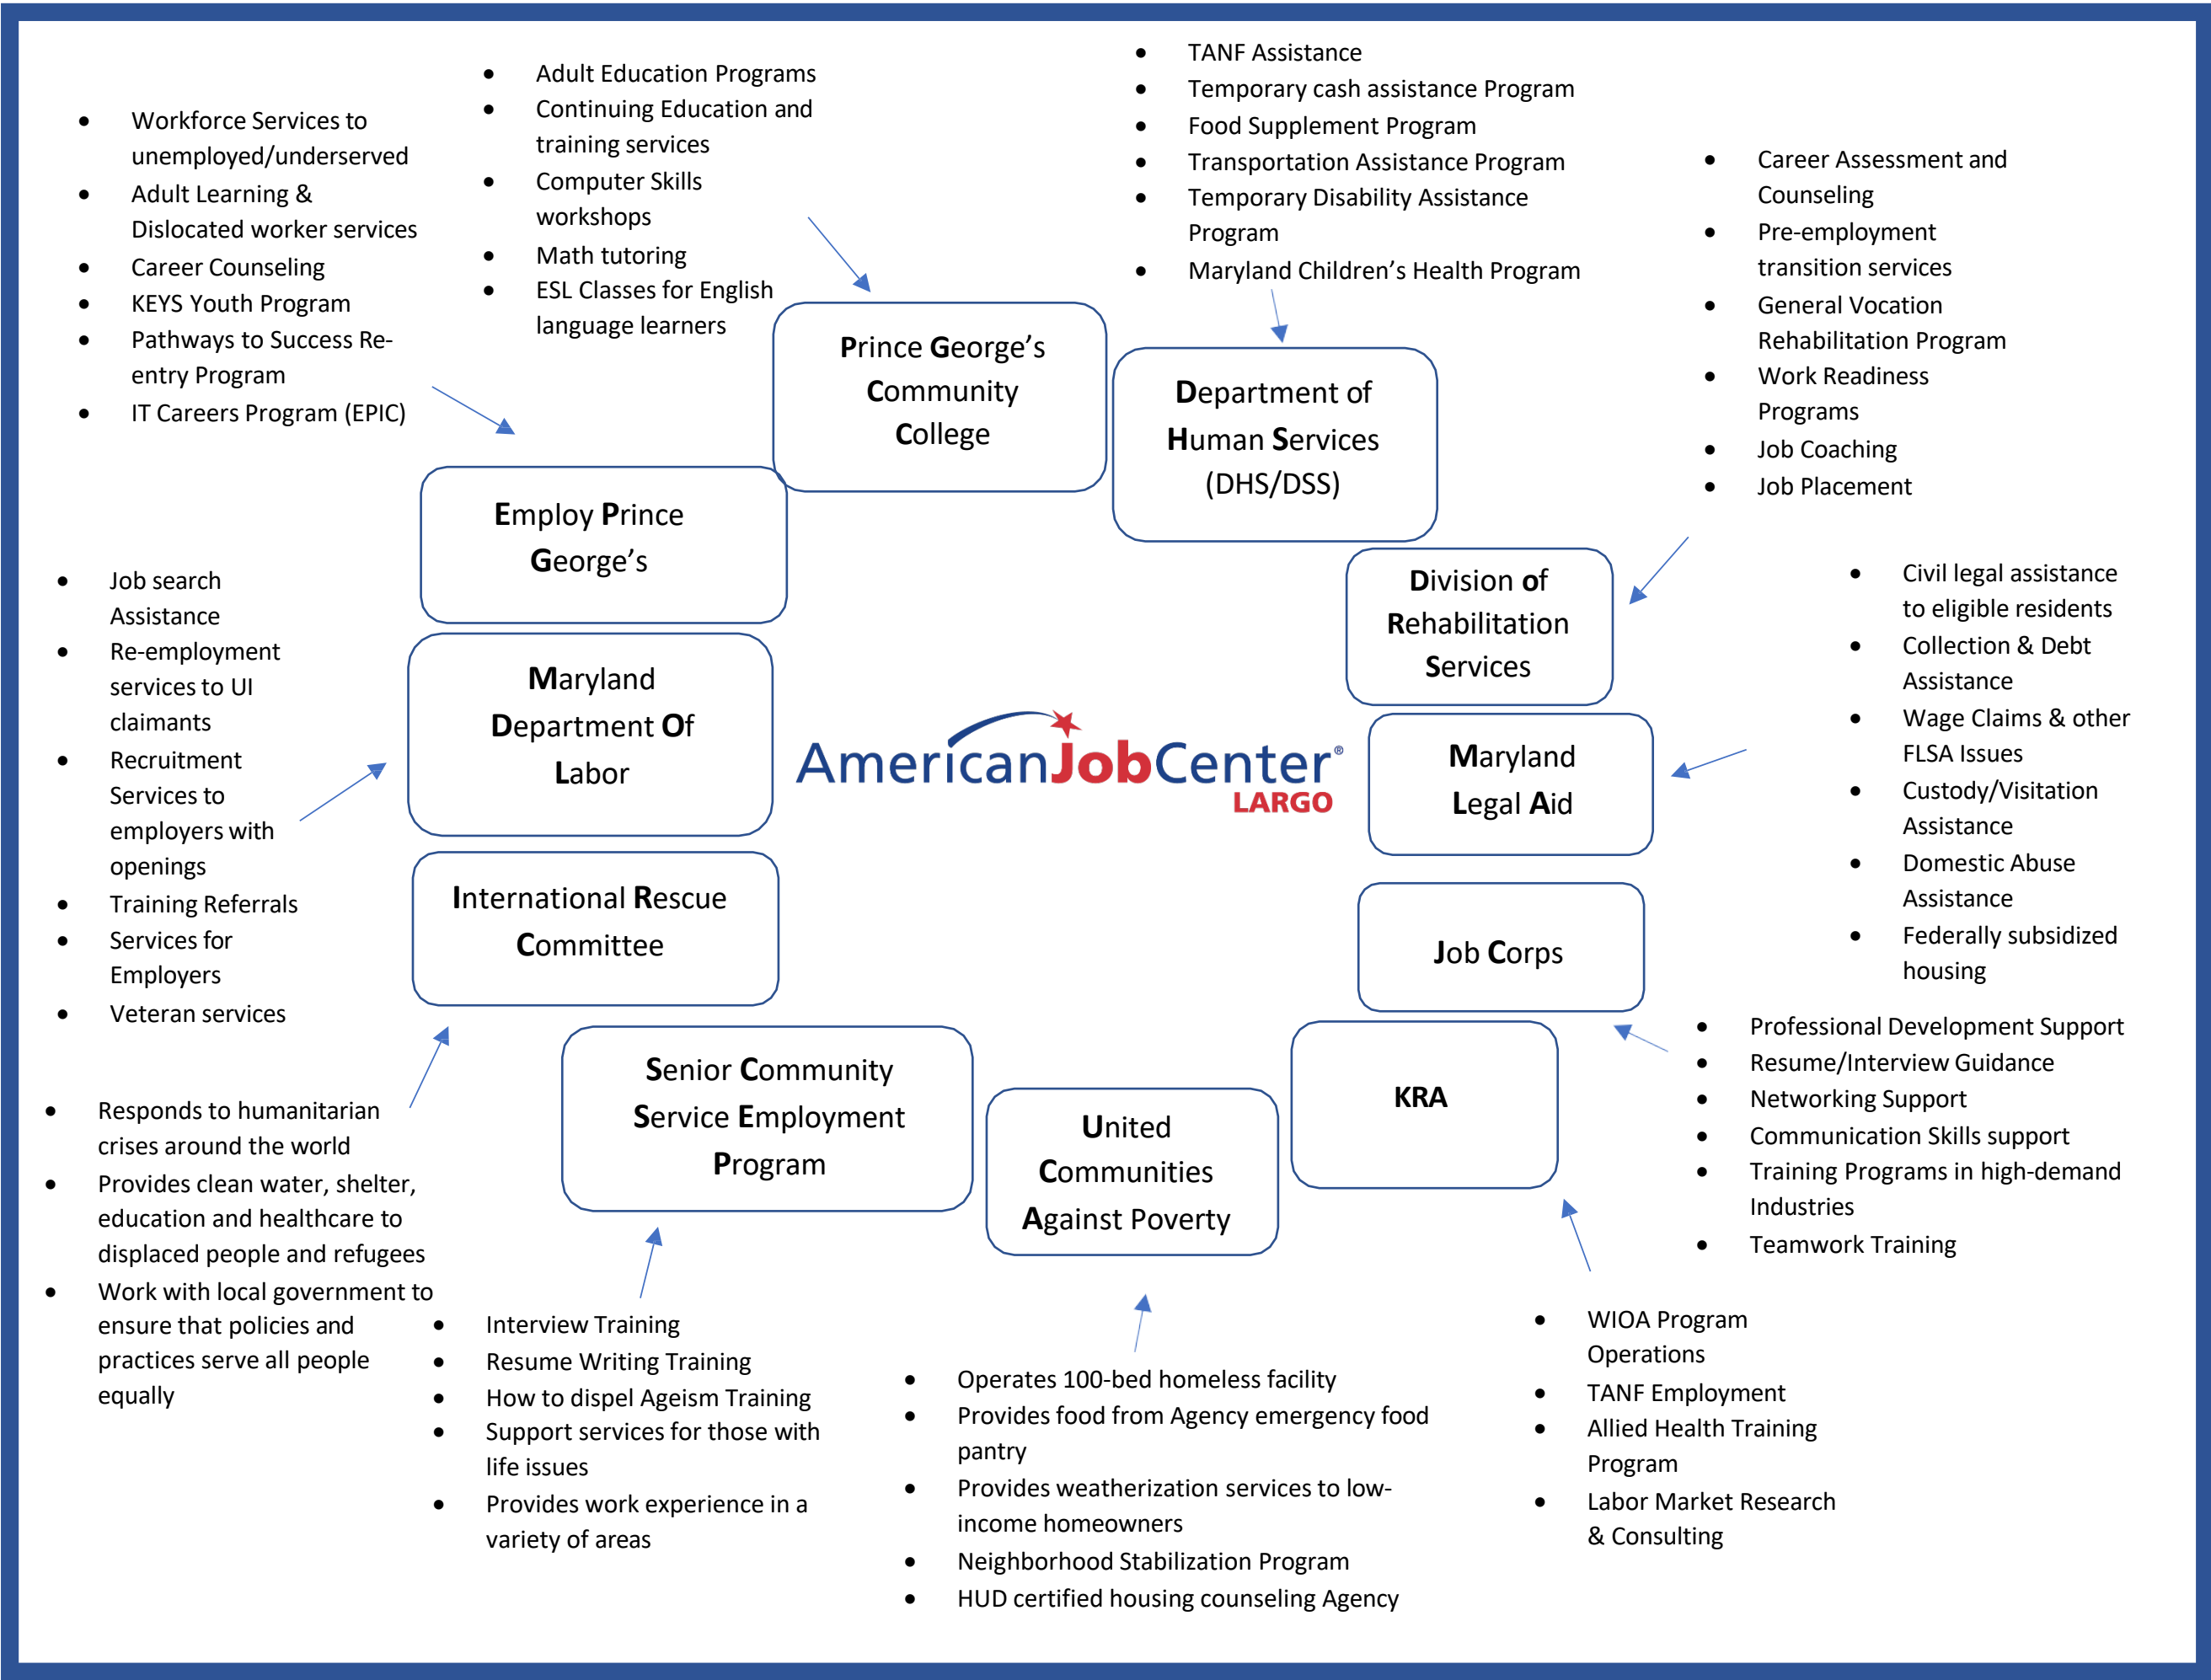 • Workforce Services to
unemployed/underserved
• Adult Learning &
Dislocated worker services
• Career Counseling
• KEYS Youth Program
• Pathways to Success Re-
entry Program
• IT Careers Program (EPIC)
• Adult Education Programs
• Continuing Education and
training services
• Computer Skills
workshops
• Math tutoring
• ESL Classes for English
language learners
• TANF Assistance
• Temporary cash assistance Program
• Food Supplement Program
• Transportation Assistance Program
• Temporary Disability Assistance
Program
• Maryland Children’s Health Program
• Career Assessment and
Counseling
• Pre-employment
transition services
• General Vocation
Rehabilitation Program
• Work Readiness
Programs
• Job Coaching
• Job Placement
Prince George’s
Community
College
Department of
Human Services
(DHS/DSS)
Employ Prince
George’s
Division of
Rehabilitation
Services
• Job search
Assistance
• Re-employment
services to UI
claimants
• Recruitment
Services to
employers with
openings
• Training Referrals
• Services for
Employers
• Veteran services
Maryland
Department Of
Labor
AmericanJobCenter®
LARGO
Maryland
Legal Aid
• Civil legal assistance
to eligible residents
• Collection & Debt
Assistance
• Wage Claims & other
FLSA Issues
• Custody/Visitation
Assistance
• Domestic Abuse
Assistance
• Federally subsidized
housing
International Rescue
Committee
Job Corps
• Professional Development Support
• Resume/Interview Guidance
• Networking Support
• Communication Skills support
• Training Programs in high-demand
Industries
• Teamwork Training
Senior Community
Service Employment
Program
United
Communities
Against Poverty
KRA
• Responds to humanitarian
crises around the world
• Provides clean water, shelter,
education and healthcare to
displaced people and refugees
• Work with local government to
ensure that policies and
practices serve all people
equally
• Interview Training
• Resume Writing Training
• How to dispel Ageism Training
• Support services for those with
life issues
• Provides work experience in a
variety of areas
• Operates 100-bed homeless facility
• Provides food from Agency emergency food
pantry
• Provides weatherization services to low-
income homeowners
• Neighborhood Stabilization Program
• HUD certified housing counseling Agency
• WIOA Program
Operations
• TANF Employment
• Allied Health Training
Program
• Labor Market Research
& Consulting